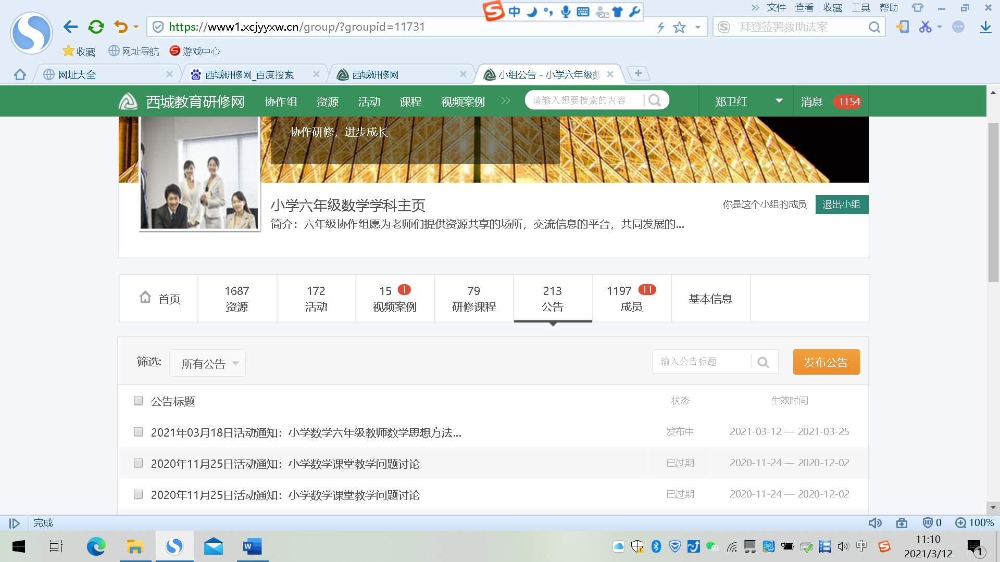 中
26
» 文件 查看 收藏 工具 帮助
https://www1.xcjyyxw.cn/group/?groupid=11731
拜登签署救助法案
收藏 网址导航 游戏中心
网址大全
西城研修网_百度搜索
西城研修网
小组公告 - 小学六年级数
西城教育研修网 协作组 资源 活动 课程 视频案例 »
请输入想要搜索的内容
郑卫红
消息 1154
协作研修，进步成长
小学六年级数学学科主页
你是这个小组的成员 退出小组
简介：六年级协作组愿为老师们提供资源共享的场所，交流信息的平台，共同发展的...
首页
1687
资源
172
活动
15 1
视频案例
79
研修课程
213
公告
1197 11
成员
基本信息
筛选: 所有公告
输入公告标题
发布公告
公告标题 状态 生效时间
2021年03月18日活动通知：小学数学六年级教师数学思想方法... 发布中 2021-03-12 — 2021-03-25
2020年11月25日活动通知：小学数学课堂教学问题讨论 已过期 2020-11-24 — 2020-12-02
2020年11月25日活动通知：小学数学课堂教学问题讨论 已过期 2020-11-24 — 2020-12-02
完成
AD 0
100%
W
中
11:10
2021/3/12
1